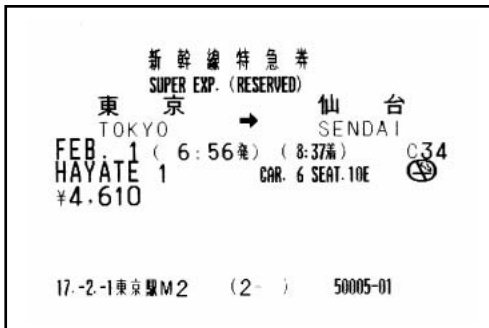 新幹線特急券
SUPER EXP. (RESERVED)
東京 ➡ 仙台
TOKYO SENDAI
FEB. 1 ( 6:56発) ( 8:37着) C34
HAYATE 1 CAR. 6 SEAT.10E
¥4,610
17.-2.-1東京駅M2 (2- ) 50005-01